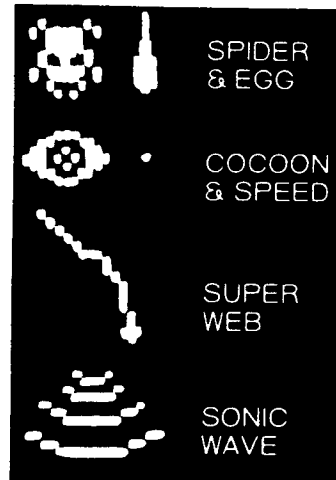 SPIDER
& EGG
COCOON
& SPEED
SUPER
WEB
SONIC
WAVE